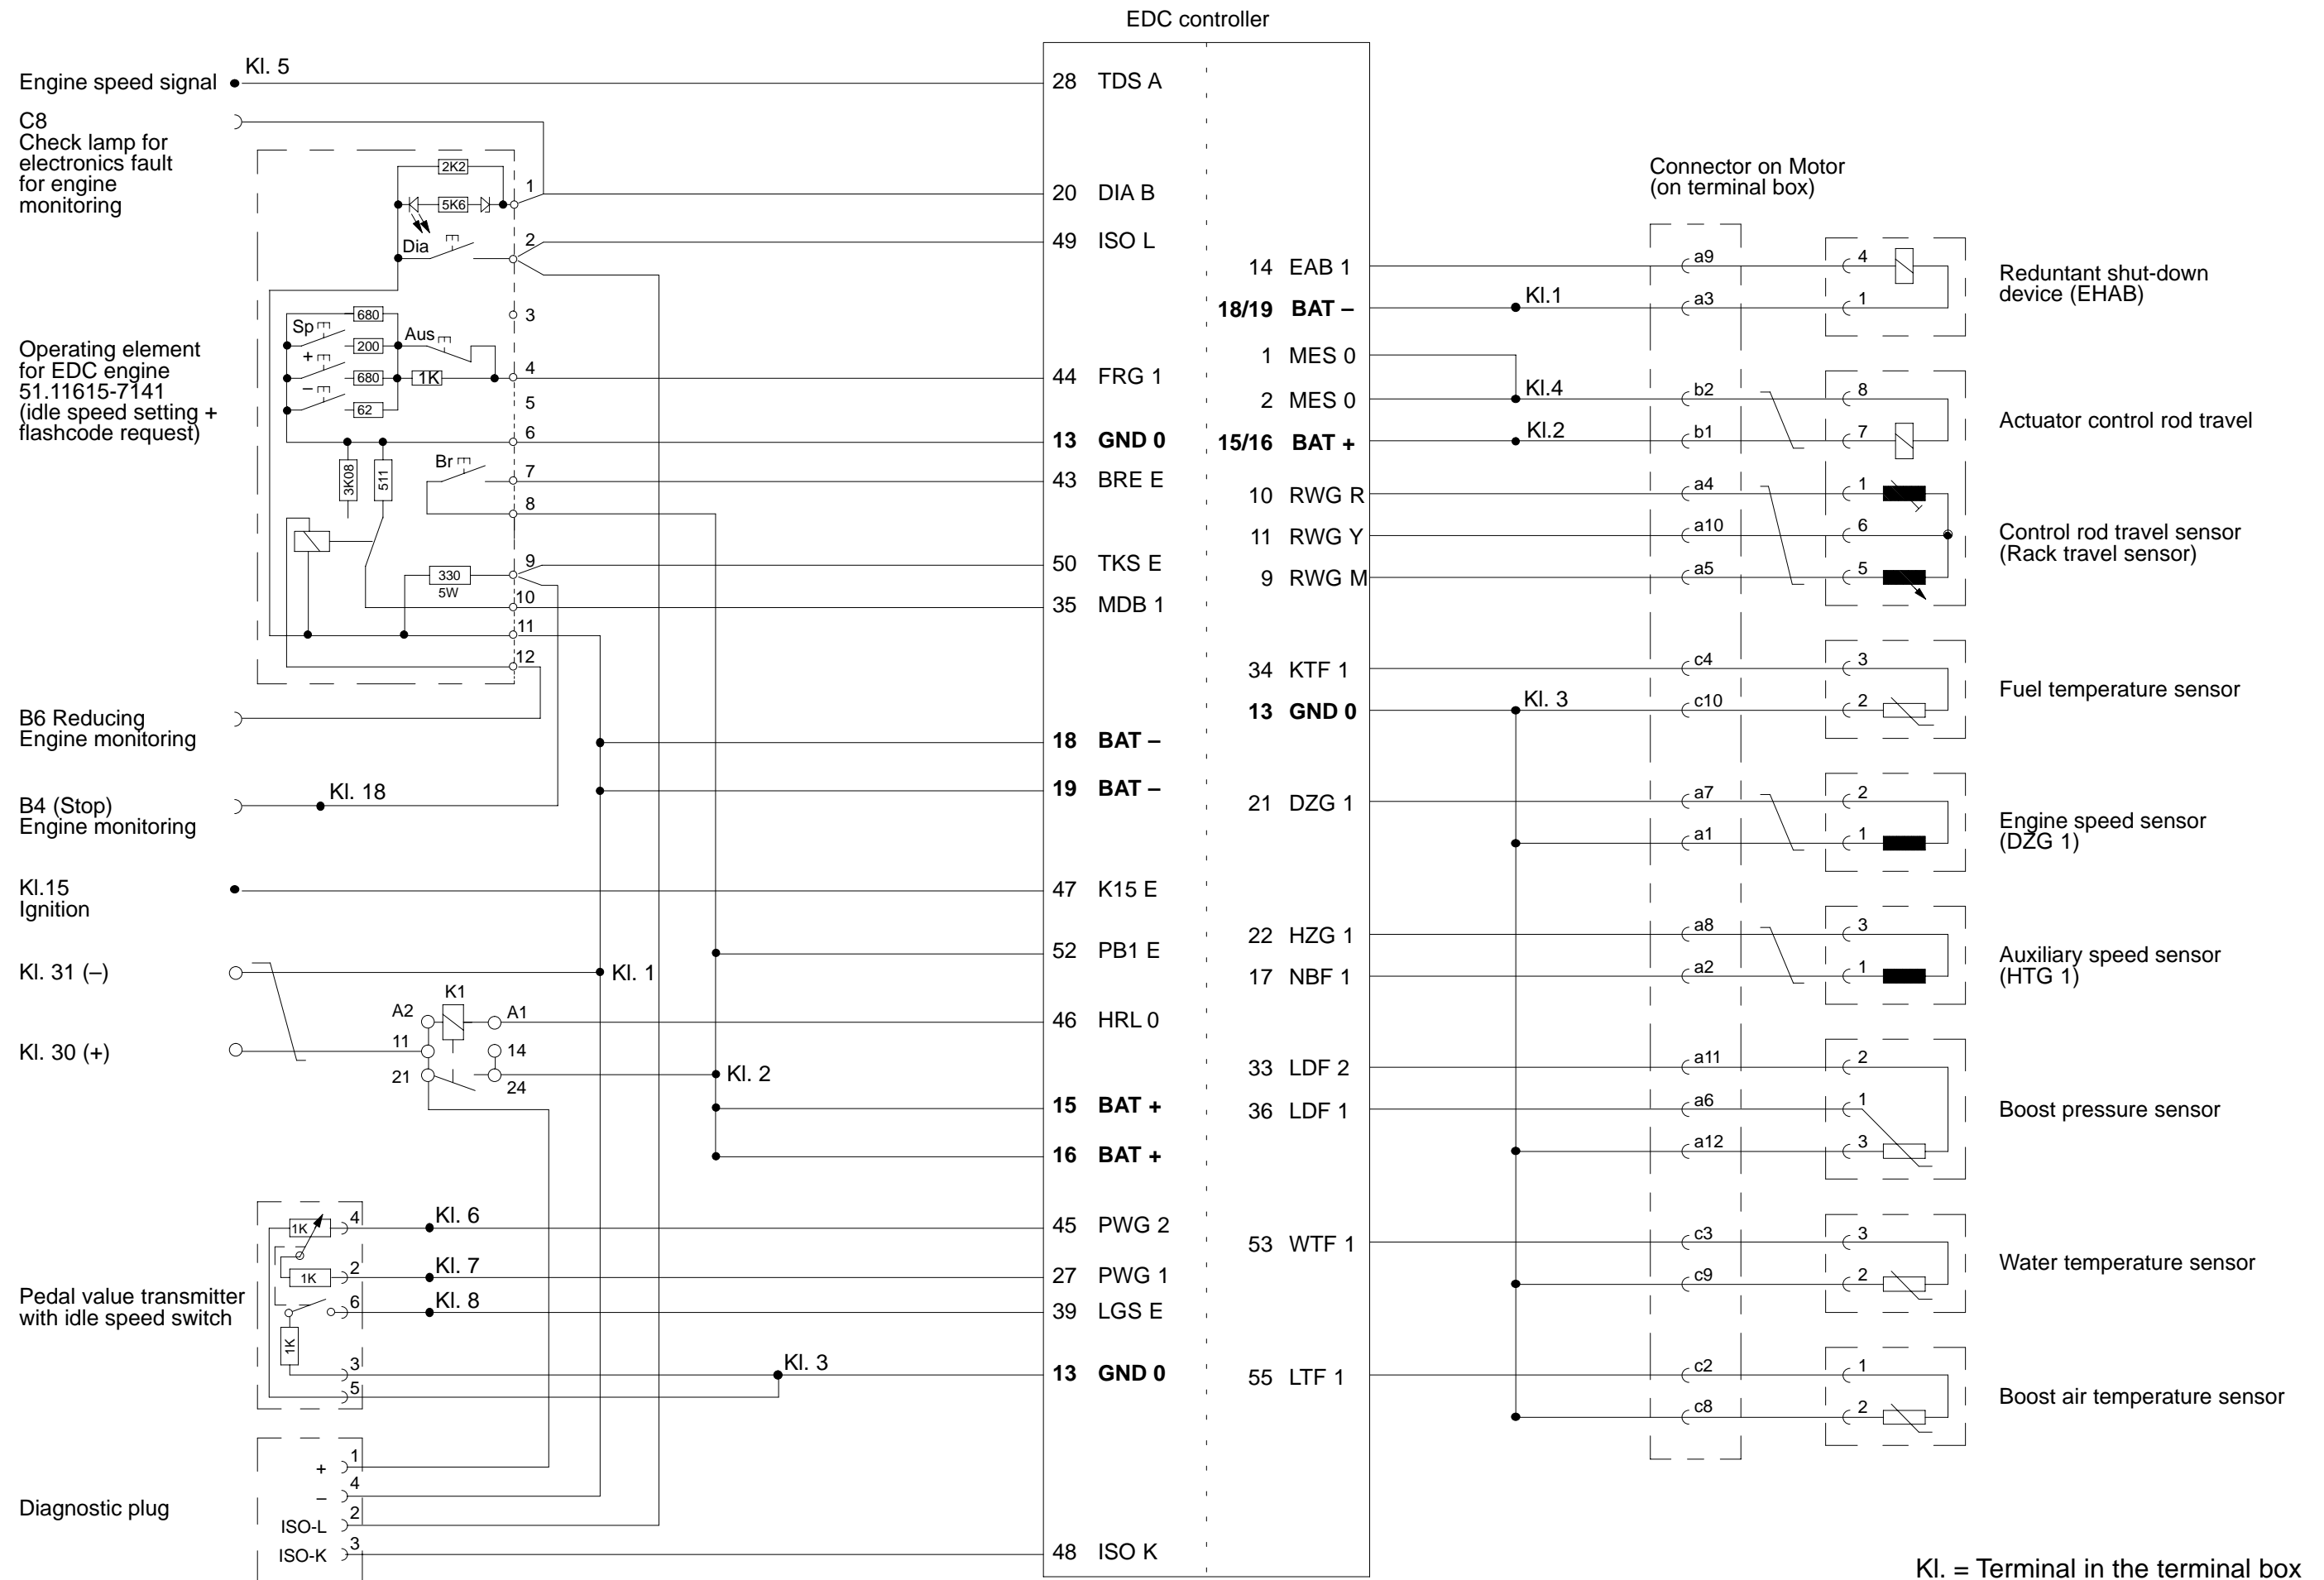 EDC controller
Engine speed signal
Kl. 5
28 TDS A
C8
Check lamp for
electronics fault
for engine
monitoring
2K2
5K6
1
20 DIA B
Dia
2
49 ISO L
3
Operating element
for EDC engine
51.11615-7141
(idle speed setting +
flashcode request)
Sp
680
200
Aus
+
680
1K
–
62
4
44 FRG 1
5
6
13 GND 0
3K08
511
Br
7
43 BRE E
8
9
330
5W
50 TKS E
10
35 MDB 1
11
12
B6 Reducing
Engine monitoring
18 BAT –
B4 (Stop)
Engine monitoring
Kl. 18
19 BAT –
Kl.15
Ignition
47 K15 E
52 PB1 E
Kl. 31 (–)
Kl. 1
K1
A2
A1
46 HRL 0
Kl. 30 (+)
11
14
21
24
Kl. 2
15 BAT +
16 BAT +
Pedal value transmitter
with idle speed switch
1K
4
Kl. 6
45 PWG 2
1K
2
Kl. 7
27 PWG 1
6
Kl. 8
39 LGS E
1K
3
Kl. 3
13 GND 0
5
Diagnostic plug
+
1
–
4
ISO-L
2
ISO-K
3
48 ISO K
Connector on Motor
(on terminal box)
14 EAB 1
a9
4
18/19 BAT –
Kl.1
a3
1
Reduntant shut-down
device (EHAB)
1 MES 0
2 MES 0
Kl.4
b2
8
15/16 BAT +
Kl.2
b1
7
Actuator control rod travel
10 RWG R
a4
1
11 RWG Y
a10
6
9 RWG M
a5
5
Control rod travel sensor
(Rack travel sensor)
34 KTF 1
c4
3
13 GND 0
Kl. 3
c10
2
Fuel temperature sensor
21 DZG 1
a7
2
a1
1
Engine speed sensor
(DZG 1)
22 HZG 1
a8
3
17 NBF 1
a2
1
Auxiliary speed sensor
(HTG 1)
33 LDF 2
a11
2
36 LDF 1
a6
1
a12
3
Boost pressure sensor
53 WTF 1
c3
3
c9
2
Water temperature sensor
55 LTF 1
c2
1
c8
2
Boost air temperature sensor
Kl. = Terminal in the terminal box